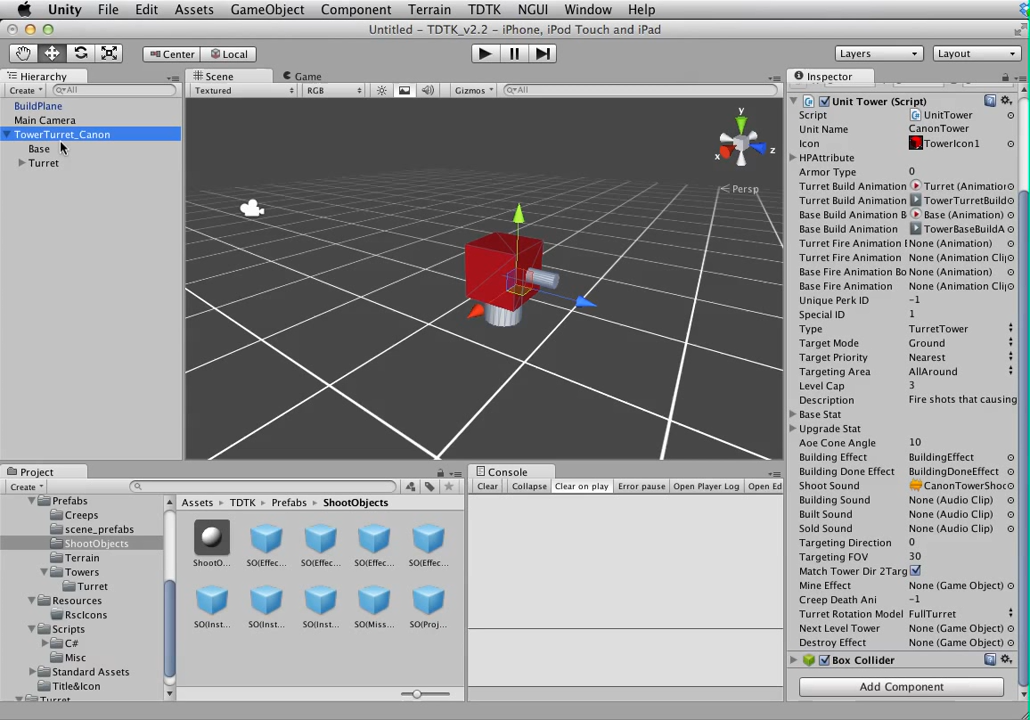 Unity File Edit Assets GameObject Component Terrain TDTK NGUI Window Help
Untitled - TDTK_v2.2 - iPhone, iPod Touch and iPad
Center Local Layers Layout
Hierarchy
Create All
BuildPlane
Main Camera
TowerTurret_Canon
Base
Turret
Scene Game
Textured RGB Gizmos All
y
x
z
Persp
Inspector
Unit Tower (Script)
Script UnitTower
Unit Name CanonTower
Icon TowerIcon1
HPAttribute
Armor Type 0
Turret Build Animation Turret (Animation
Turret Build Animation TowerTurretBuild
Base Build Animation B Base (Animation)
Base Build Animation TowerBaseBuildA
Turret Fire Animation B None (Animation)
Turret Fire Animation None (Animation Clip
Base Fire Animation Bo None (Animation)
Base Fire Animation None (Animation Clip
Unique Perk ID -1
Special ID 1
Type TurretTower
Target Mode Ground
Target Priority Nearest
Targeting Area AllAround
Level Cap 3
Description Fire shots that causing
Base Stat
Upgrade Stat
Aoe Cone Angle 10
Building Effect BuildingEffect
Building Done Effect BuildingDoneEffect
Shoot Sound CanonTowerShoo
Building Sound None (Audio Clip)
Built Sound None (Audio Clip)
Sold Sound None (Audio Clip)
Targeting Direction 0
Targeting FOV 30
Match Tower Dir 2Targ
Mine Effect None (Game Object)
Creep Death Ani -1
Turret Rotation Model FullTurret
Next Level Tower None (Game Object)
Destroy Effect None (Game Object)
Box Collider
Add Component
Project
Create
Prefabs
Creeps
scene_prefabs
ShootObjects
Terrain
Towers
Turret
Resources
RscIcons
Scripts
C#
Misc
Standard Assets
Title&Icon
Turret
Assets TDTK Prefabs ShootObjects
ShootO... SO(Effec... SO(Effec... SO(Effec... SO(Effec...
SO(Inst... SO(Inst... SO(Inst... SO(Miss... SO(Proj...
Console
Clear Collapse Clear on play Error pause Open Player Log Open Ed